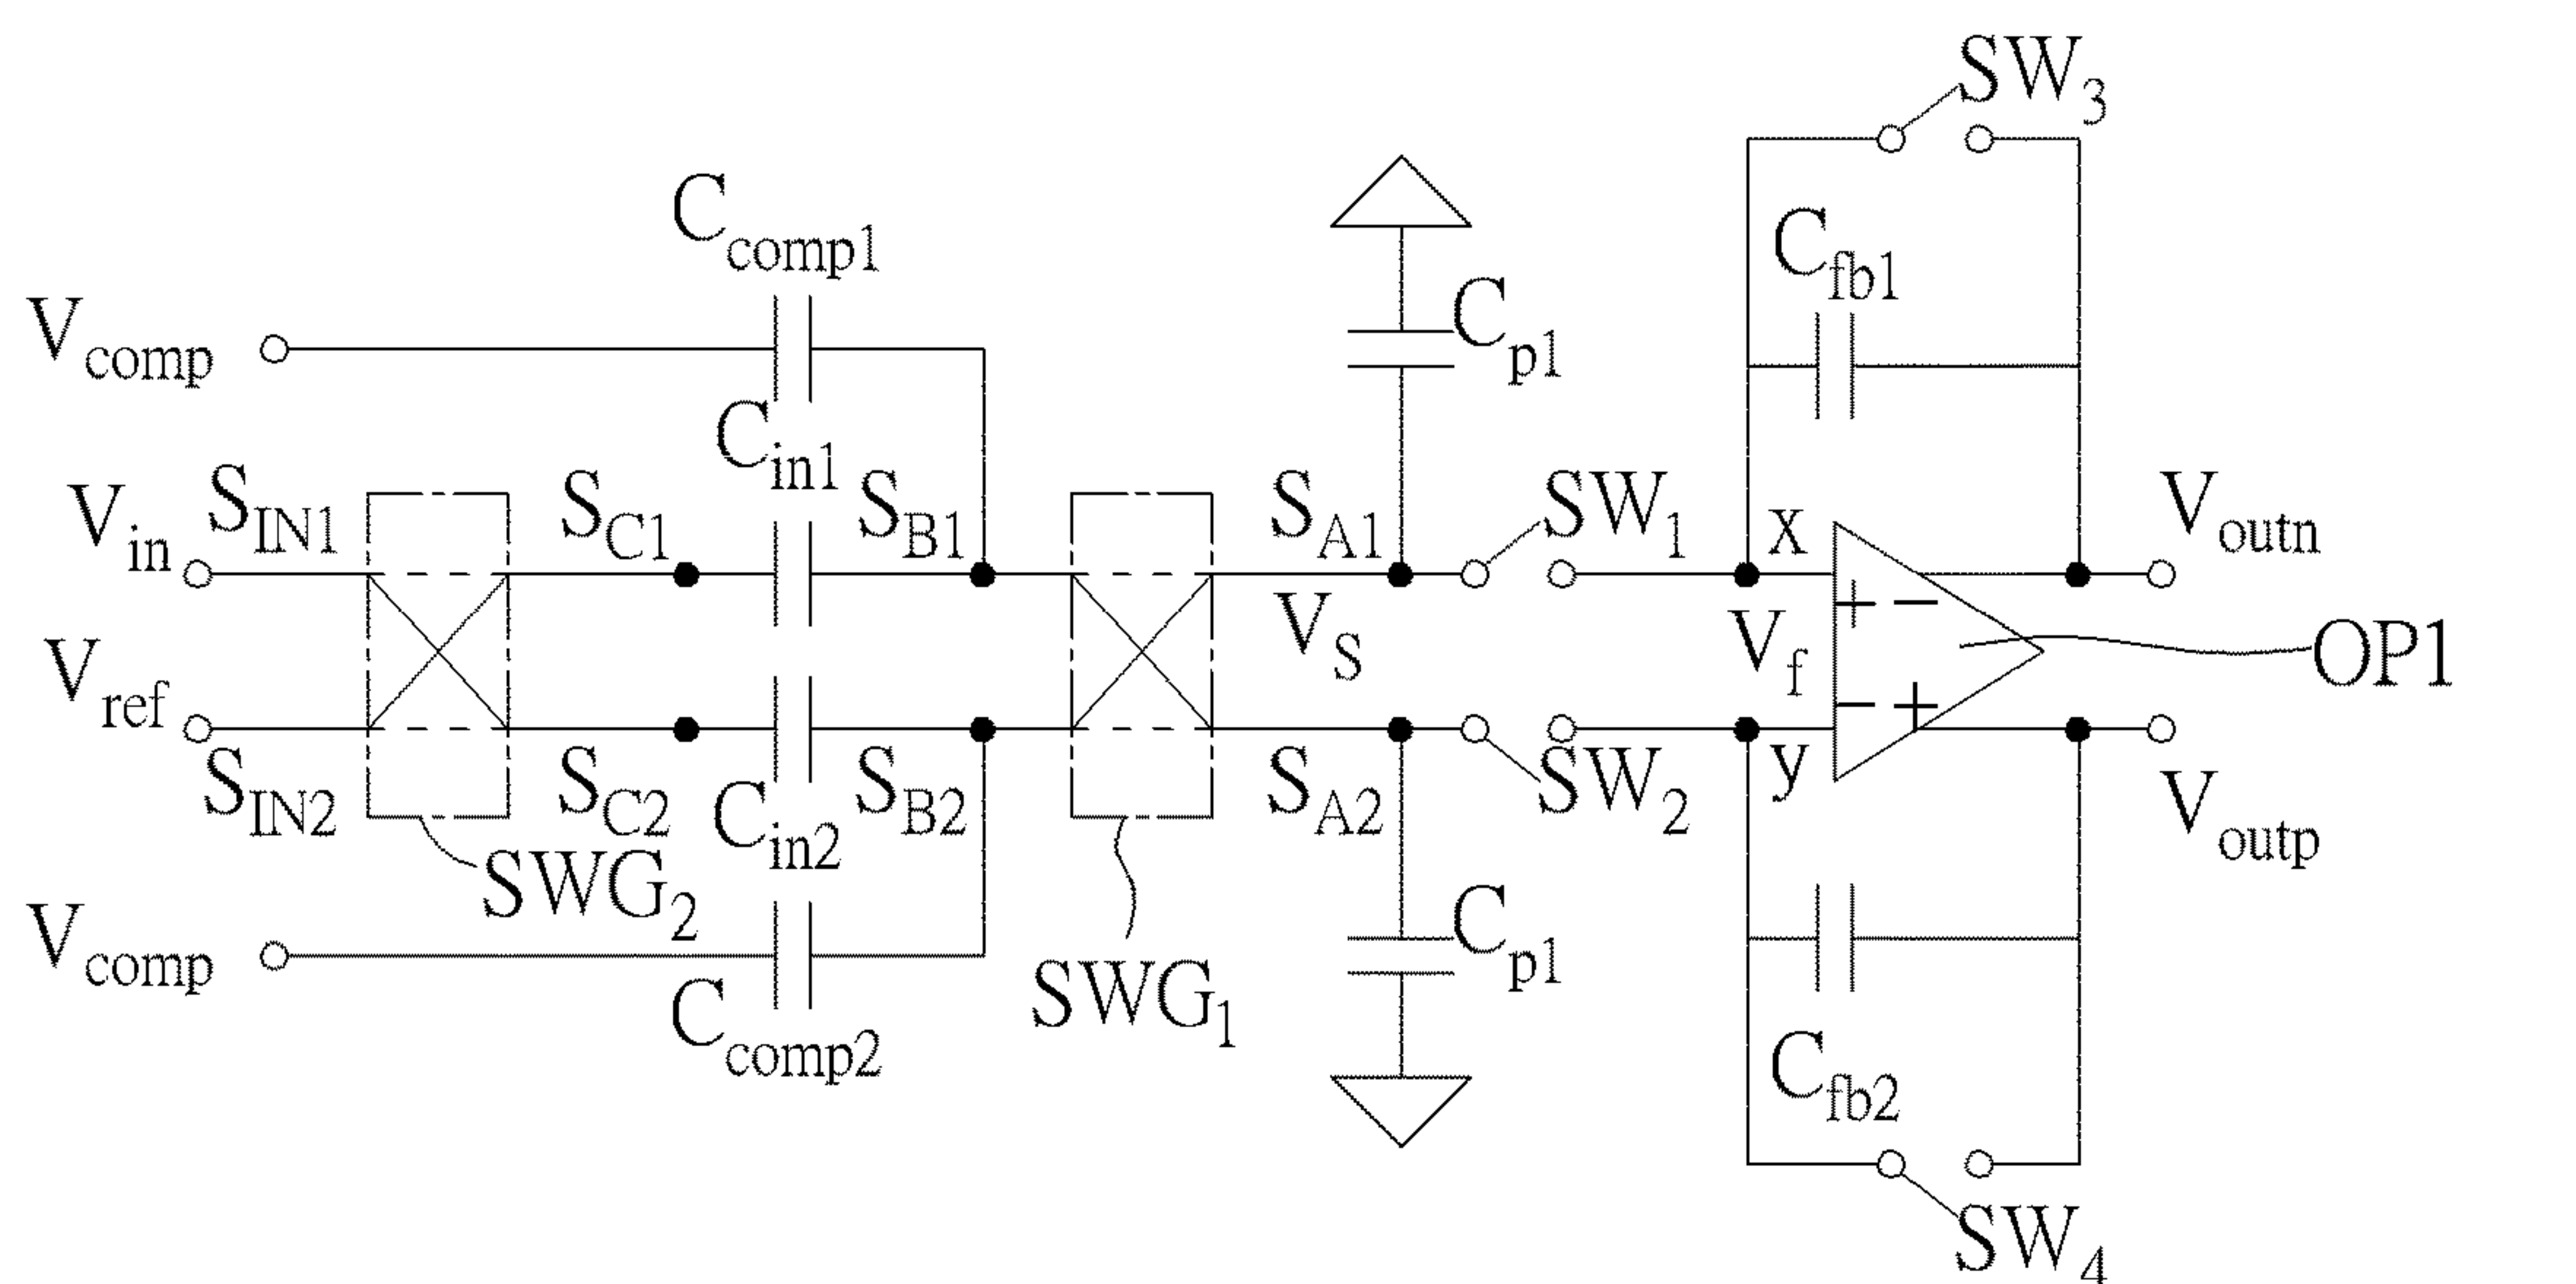 SW3
Ccomp1
Cfb1
Vcomp
Cp1
Cin1
Vin
SIN1
SC1
SB1
SA1
SW1
x
Voutn
+ −
VS
Vf
OP1
Vref
− +
SIN2
SC2
Cin2
SB2
SA2
SW2
y
Voutp
SWG2
Vcomp
Cp1
SWG1
Ccomp2
Cfb2
SW4